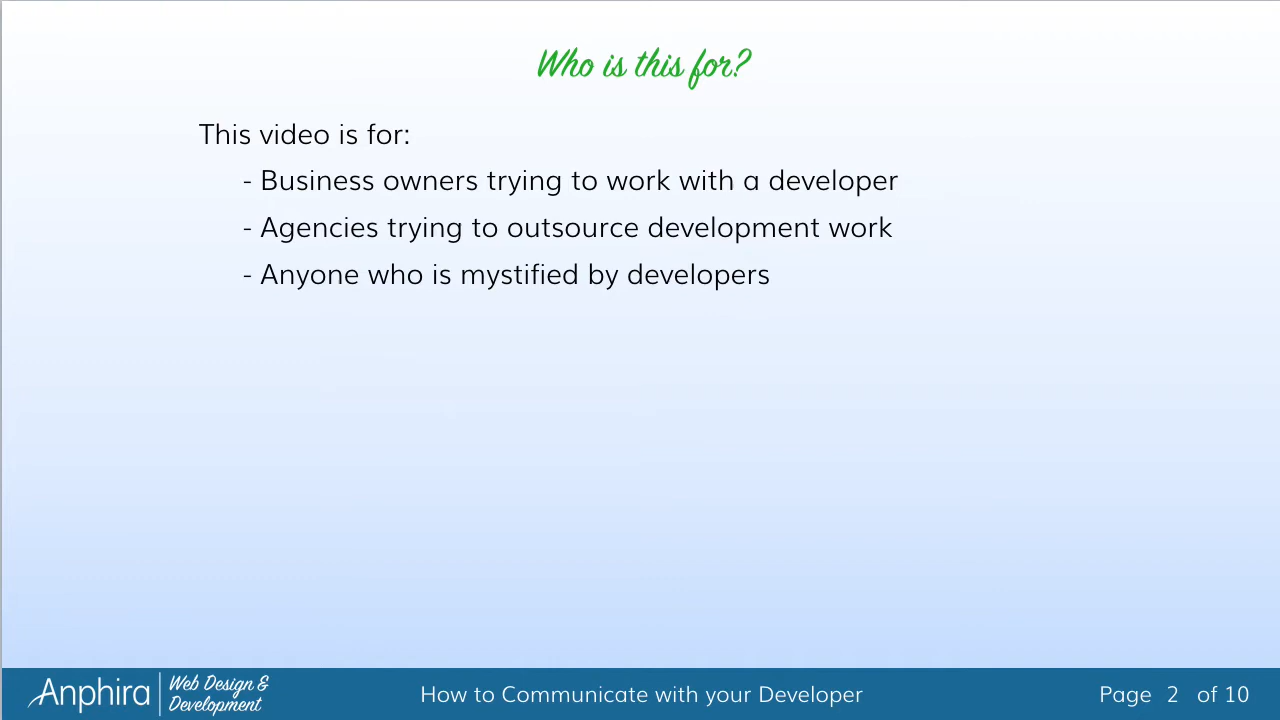 Who is this for?
This video is for:
- Business owners trying to work with a developer
- Agencies trying to outsource development work
- Anyone who is mystified by developers
Anphira
Web Design &
Development
How to Communicate with your Developer
Page 2 of 10